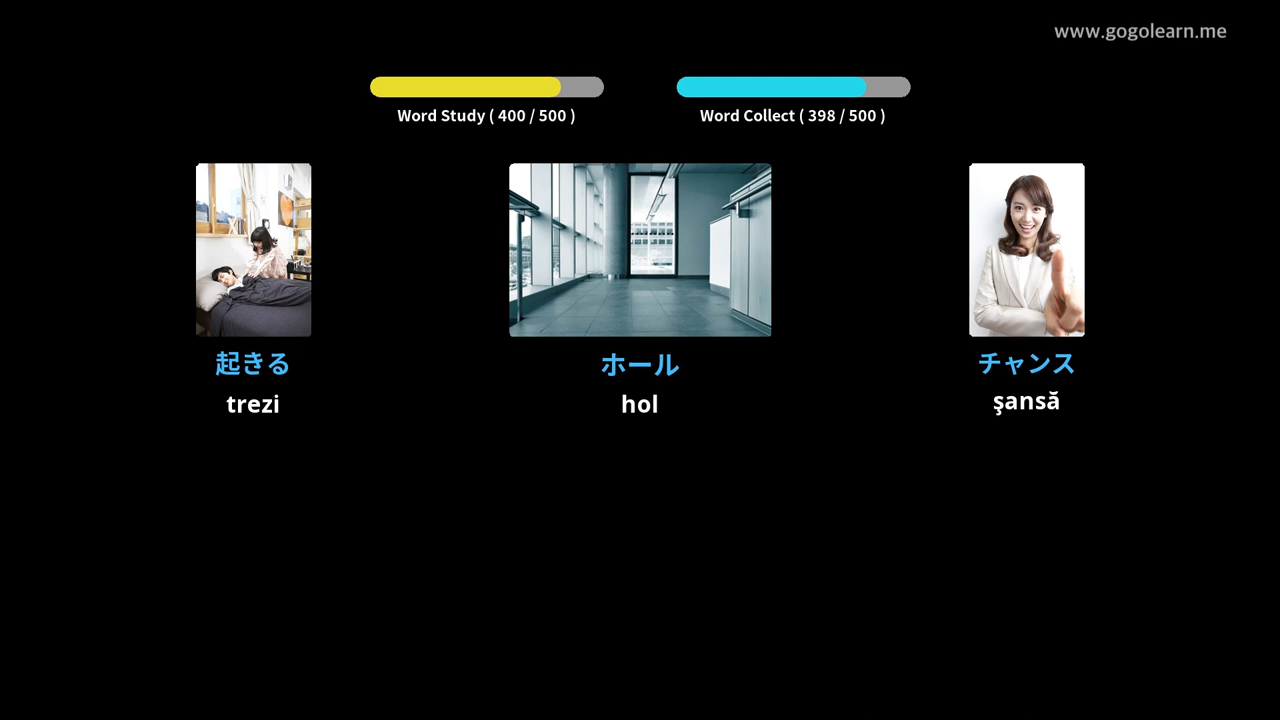 www.gogolearn.me
Word Study ( 400 / 500 )
Word Collect ( 398 / 500 )
起きる
ホール
チャンス
trezi
hol
şansă